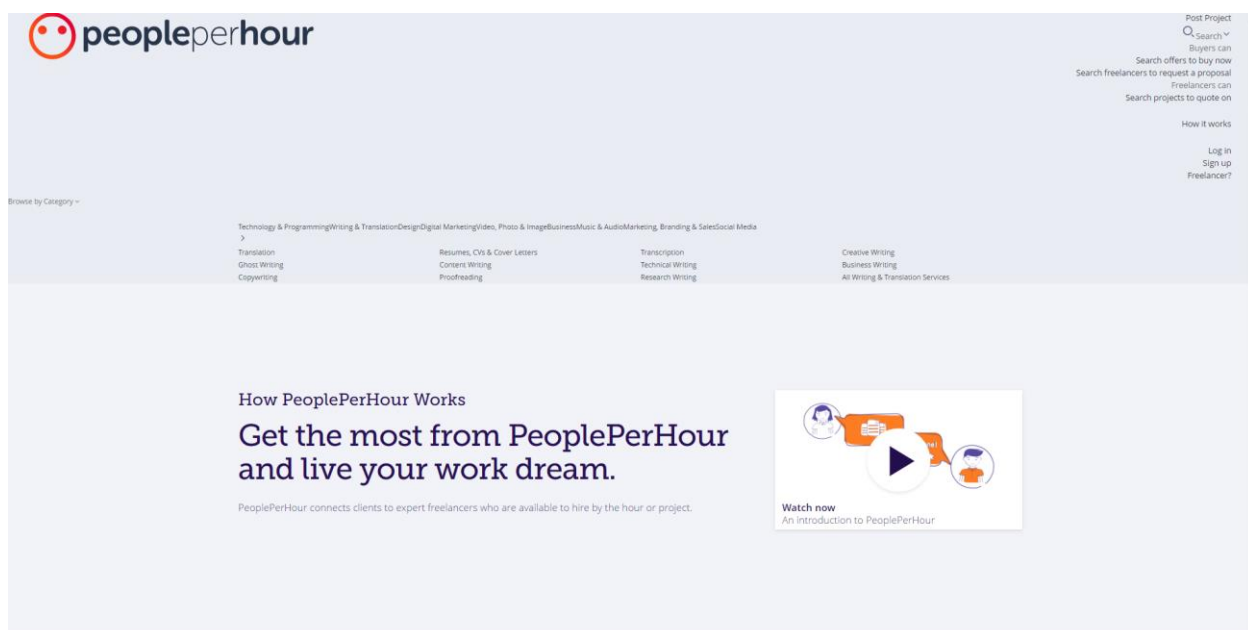 peopleperhour
Post Project
Search
Buyers can
Search offers to buy now
Search freelancers to request a proposal
Freelancers can
Search projects to quote on
How it works
Log in
Sign up
Freelancer?
Browse by Category
Technology & ProgrammingWriting & TranslationDesignDigital MarketingVideo, Photo & ImageBusinessMusic & AudioMarketing, Branding & SalesSocial Media
Translation Resumes, CVs & Cover Letters Transcription Creative Writing
Ghost Writing Content Writing Technical Writing Business Writing
Copywriting Proofreading Research Writing All Writing & Translation Services
How PeoplePerHour Works
Get the most from PeoplePerHour
and live your work dream.
PeoplePerHour connects clients to expert freelancers who are available to hire by the hour or project.
Watch now
An introduction to PeoplePerHour